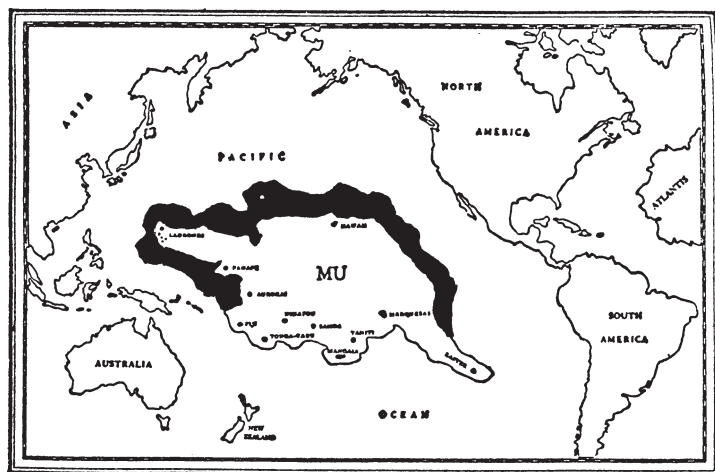 ASIA
NORTH
AMERICA
PACIFIC
ATLANTIS
LADRONES
HAWAII
PANAPE
MU
MARQUESAS
FIJI
SAMOA
TONGA-TABU
TAHITI
MANGAIA
EASTER
SOUTH
AMERICA
AUSTRALIA
OCEAN
NEW
ZEALAND